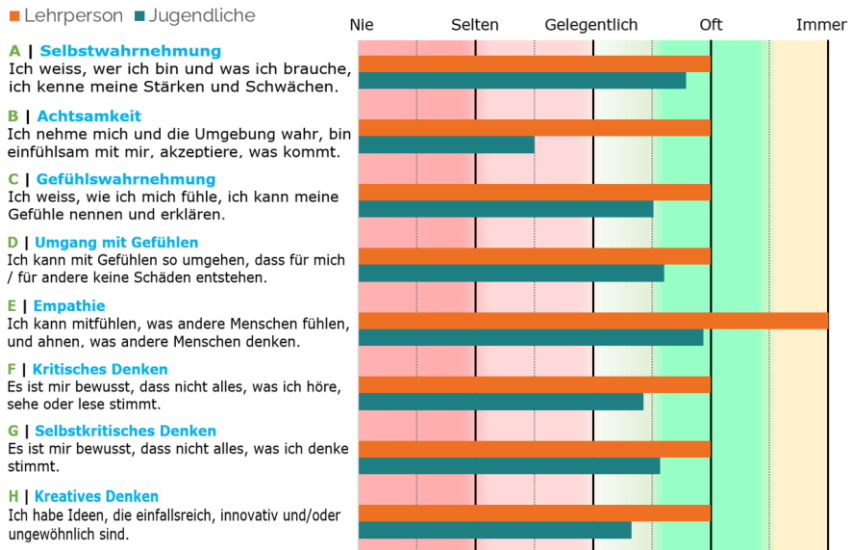 Lehrperson Jugendliche
Nie Selten Gelegentlich Oft Immer
A | Selbstwahrnehmung
Ich weiss, wer ich bin und was ich brauche,
ich kenne meine Stärken und Schwächen.
B | Achtsamkeit
Ich nehme mich und die Umgebung wahr, bin
einfühlsam mit mir, akzeptiere, was kommt.
C | Gefühlswahrnehmung
Ich weiss, wie ich mich fühle, ich kann meine
Gefühle nennen und erklären.
D | Umgang mit Gefühlen
Ich kann mit Gefühlen so umgehen, dass für mich
/ für andere keine Schäden entstehen.
E | Empathie
Ich kann mitfühlen, was andere Menschen fühlen,
und ahnen, was andere Menschen denken.
F | Kritisches Denken
Es ist mir bewusst, dass nicht alles, was ich höre,
sehe oder lese stimmt.
G | Selbstkritisches Denken
Es ist mir bewusst, dass nicht alles, was ich denke
stimmt.
H | Kreatives Denken
Ich habe Ideen, die einfallsreich, innovativ und/oder
ungewöhnlich sind.